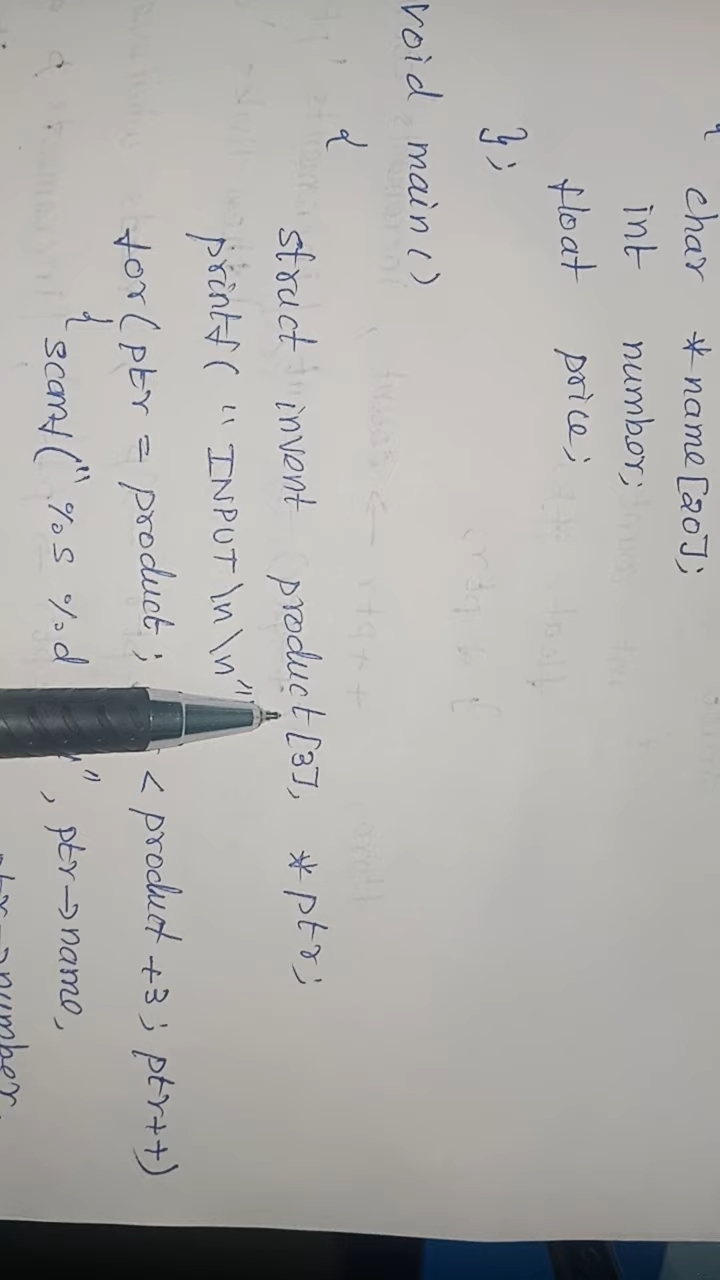 {
char *name[20];
int number;
float price;
};
void main()
{
struct invent product[3], *ptr;
printf( "INPUT\n\n"
for( ptr = product; < product +3; ptr++)
{
scanf( "%s %d ", ptr→name,
ptr→number,